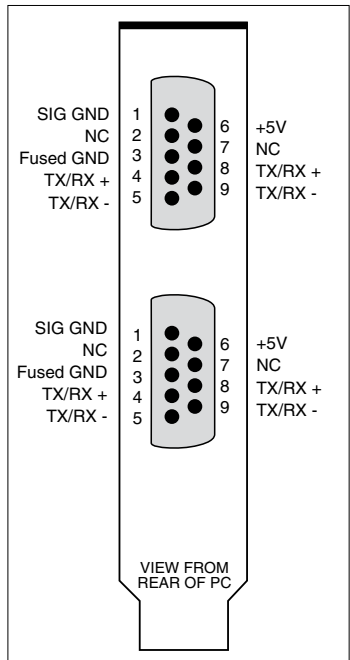 SIG GND 1
NC 2
Fused GND 3
TX/RX + 4
TX/RX - 5
6 +5V
7 NC
8 TX/RX +
9 TX/RX -
SIG GND 1
NC 2
Fused GND 3
TX/RX + 4
TX/RX - 5
6 +5V
7 NC
8 TX/RX +
9 TX/RX -
VIEW FROM
REAR OF PC